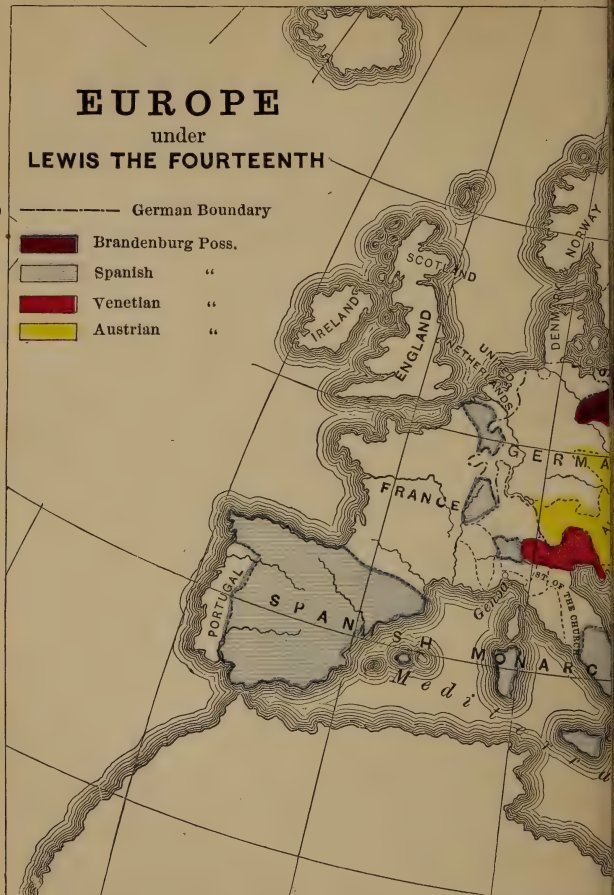 EUROPE
under
LEWIS THE FOURTEENTH
German Boundary
Brandenburg Poss.
Spanish "
Venetian "
Austrian "
NORWAY
SCOTLAND
IRELAND
ENGLAND
DENMARK
UNITED
NETHERLANDS
GERMA
FRANCE
PORTUGAL
Genoa
ST. OF THE CHURCH
SPANISH MONARC
Medit